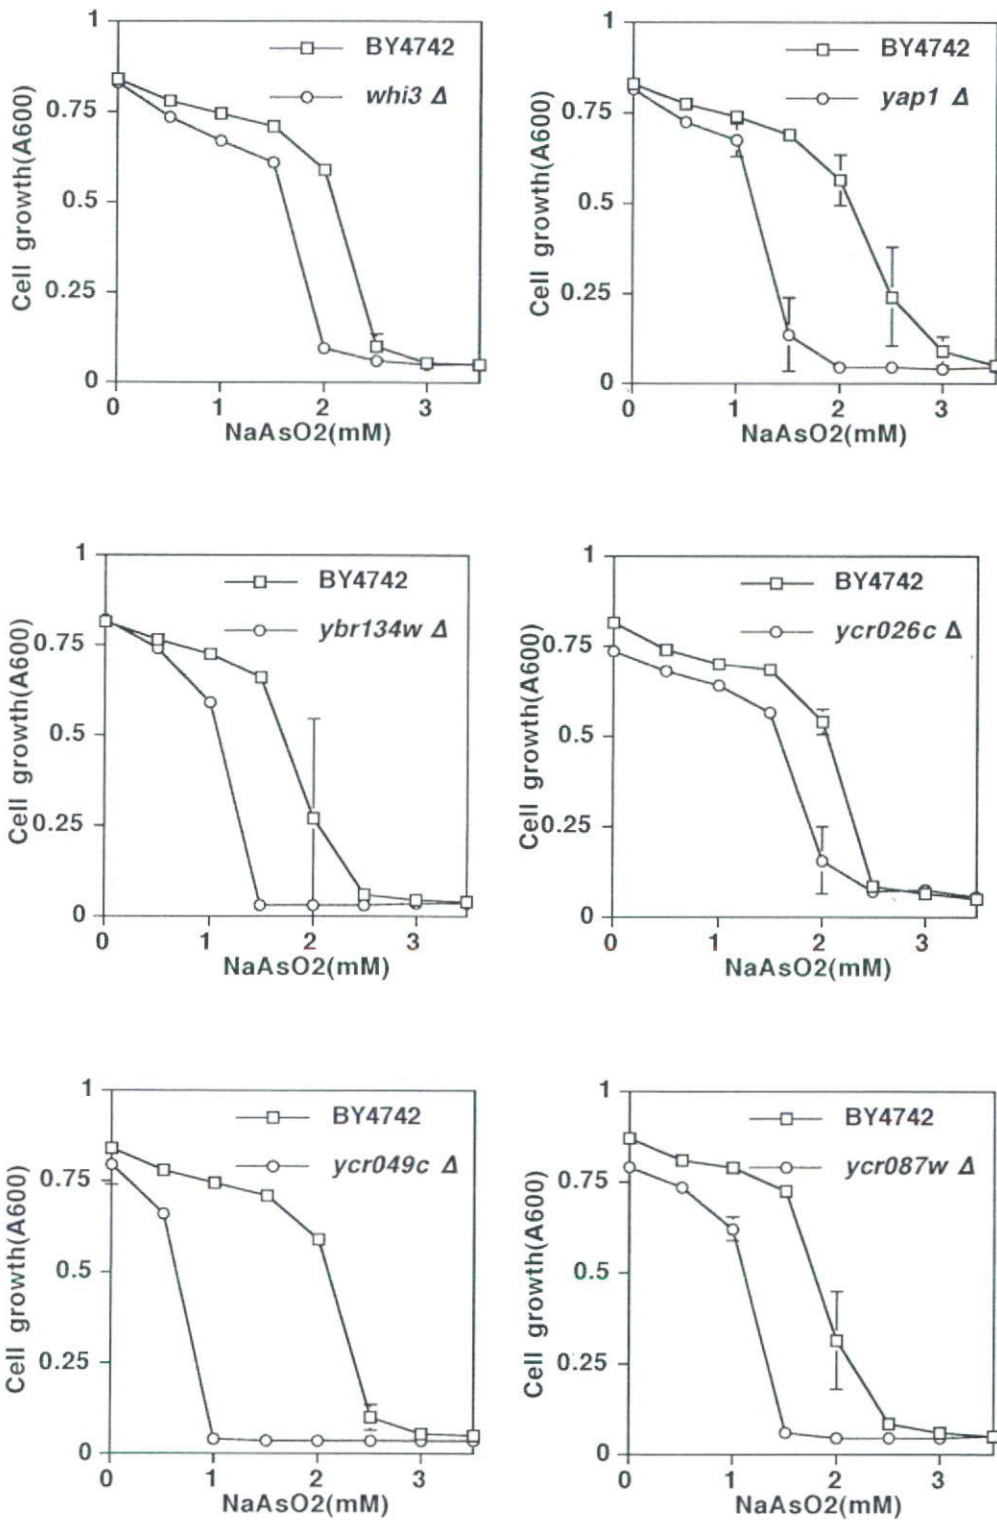 1
BY4742
whi3 Δ
0.75
0.5
0.25
0
Cell growth(A600)
0 1 2 3
NaAsO2(mM)
1
BY4742
yap1 Δ
0.75
0.5
0.25
0
Cell growth(A600)
0 1 2 3
NaAsO2(mM)
1
BY4742
ybr134w Δ
0.75
0.5
0.25
0
Cell growth(A600)
0 1 2 3
NaAsO2(mM)
1
BY4742
ycr026c Δ
0.75
0.5
0.25
0
Cell growth(A600)
0 1 2 3
NaAsO2(mM)
1
BY4742
ycr049c Δ
0.75
0.5
0.25
0
Cell growth(A600)
0 1 2 3
NaAsO2(mM)
1
BY4742
ycr087w Δ
0.75
0.5
0.25
0
Cell growth(A600)
0 1 2 3
NaAsO2(mM)